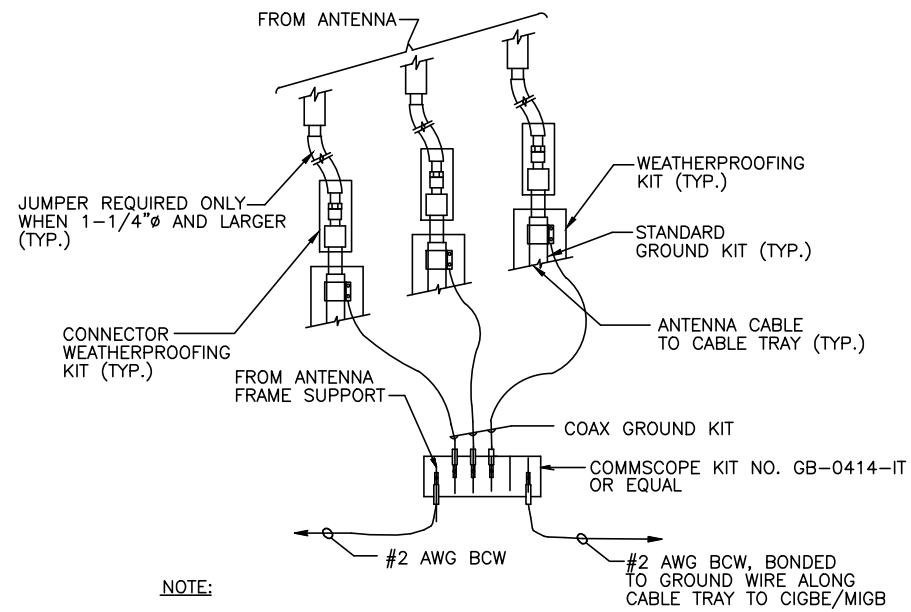 FROM ANTENNA
JUMPER REQUIRED ONLY
WHEN 1-1/4"ø AND LARGER
(TYP.)
WEATHERPROOFING
KIT (TYP.)
STANDARD
GROUND KIT (TYP.)
CONNECTOR
WEATHERPROOFING
KIT (TYP.)
ANTENNA CABLE
TO CABLE TRAY (TYP.)
FROM ANTENNA
FRAME SUPPORT
COAX GROUND KIT
COMMSCOPE KIT NO. GB-0414-IT
OR EQUAL
#2 AWG BCW
#2 AWG BCW, BONDED
TO GROUND WIRE ALONG
CABLE TRAY TO CIGBE/MIGB
NOTE: